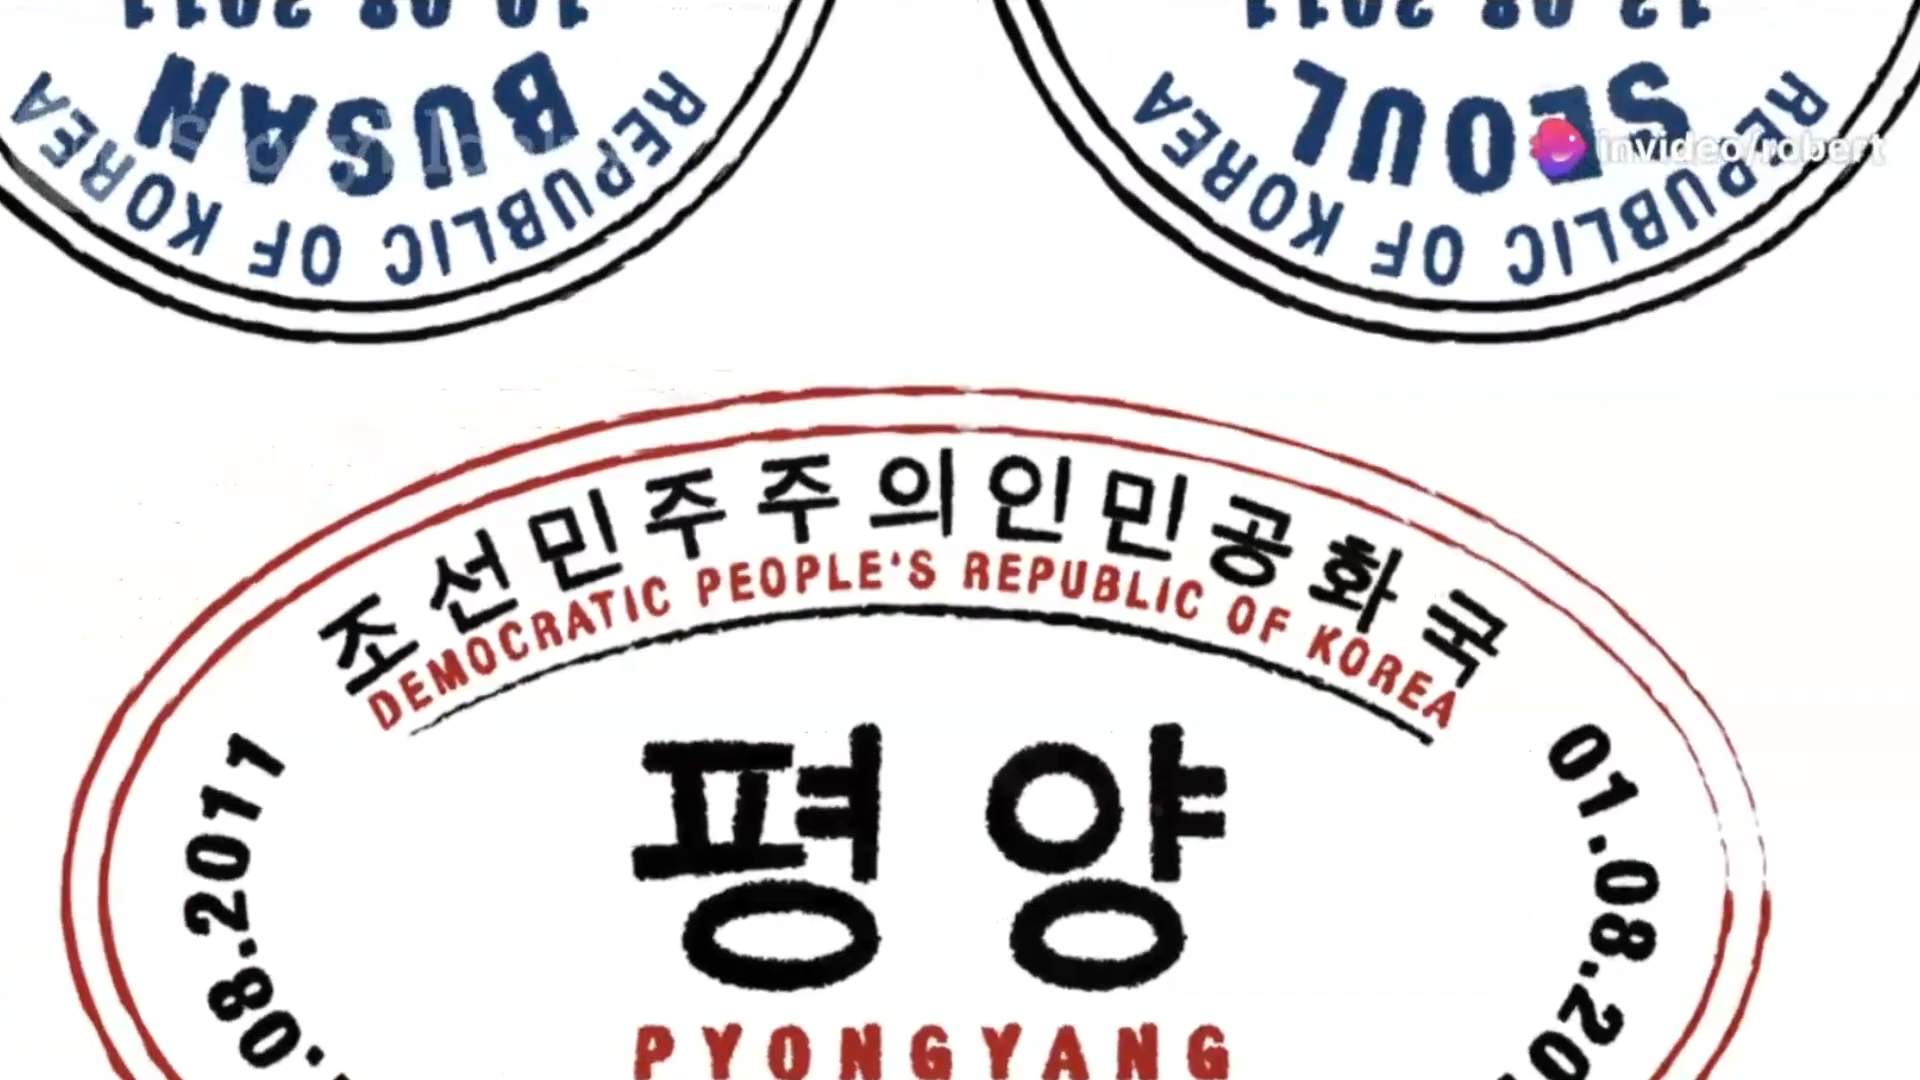 10.08.2011
BUSAN
REPUBLIC OF KOREA
12.08.2011
SEOUL
REPUBLIC OF KOREA
invideo/robert
조선민주주의인민공화국
DEMOCRATIC PEOPLE'S REPUBLIC OF KOREA
평양
PYONGYANG
.08.2011
01.08.20